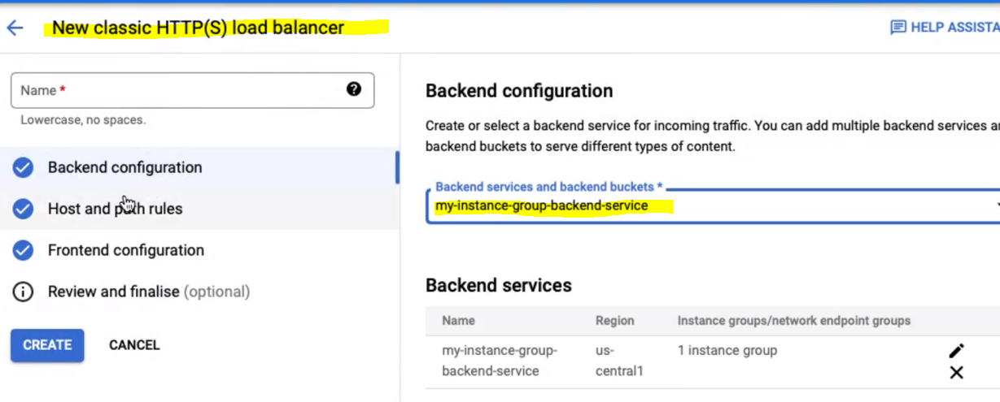 New classic HTTP(S) load balancer
HELP ASSISTA
Name *
Lowercase, no spaces.
Backend configuration
Host and path rules
Frontend configuration
Review and finalise (optional)
CREATE CANCEL
Backend configuration
Create or select a backend service for incoming traffic. You can add multiple backend services
backend buckets to serve different types of content.
Backend services and backend buckets *
my-instance-group-backend-service
Backend services
Name Region Instance groups/network endpoint groups
my-instance-group- us- 1 instance group
backend-service central1